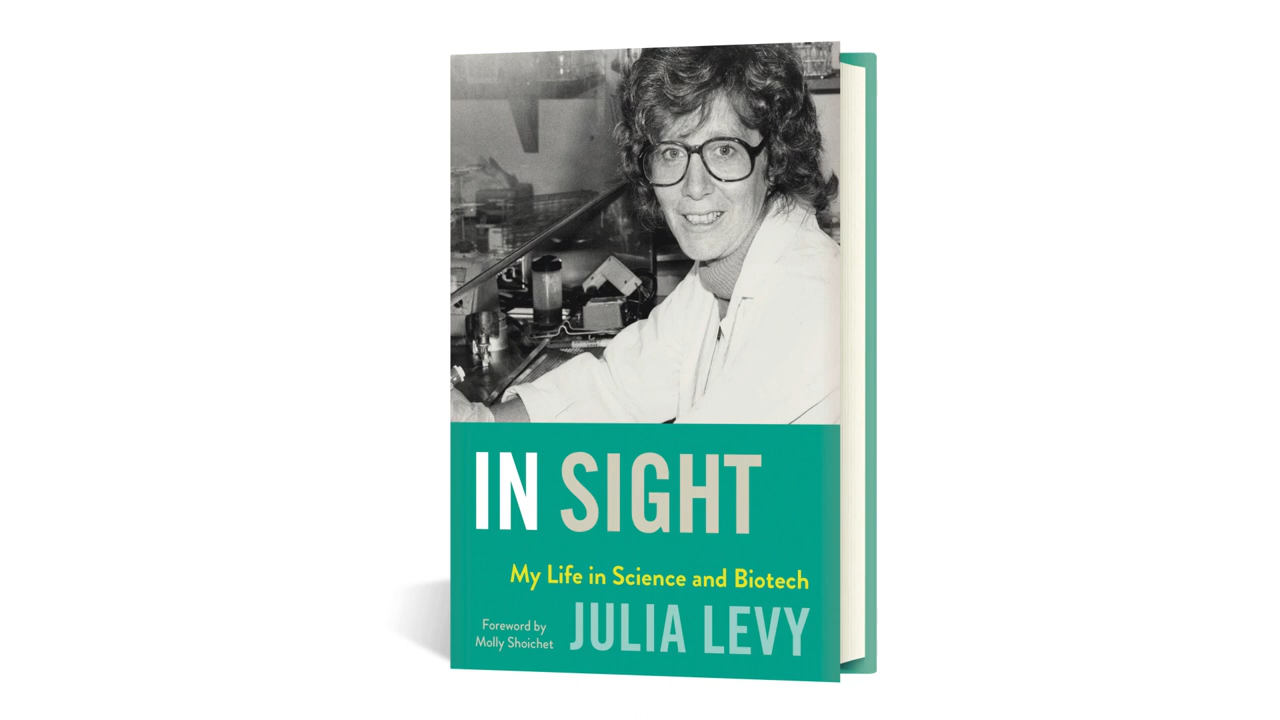 IN SIGHT
My Life in Science and Biotech
Foreword by
Molly Shoichet
JULIA LEVY